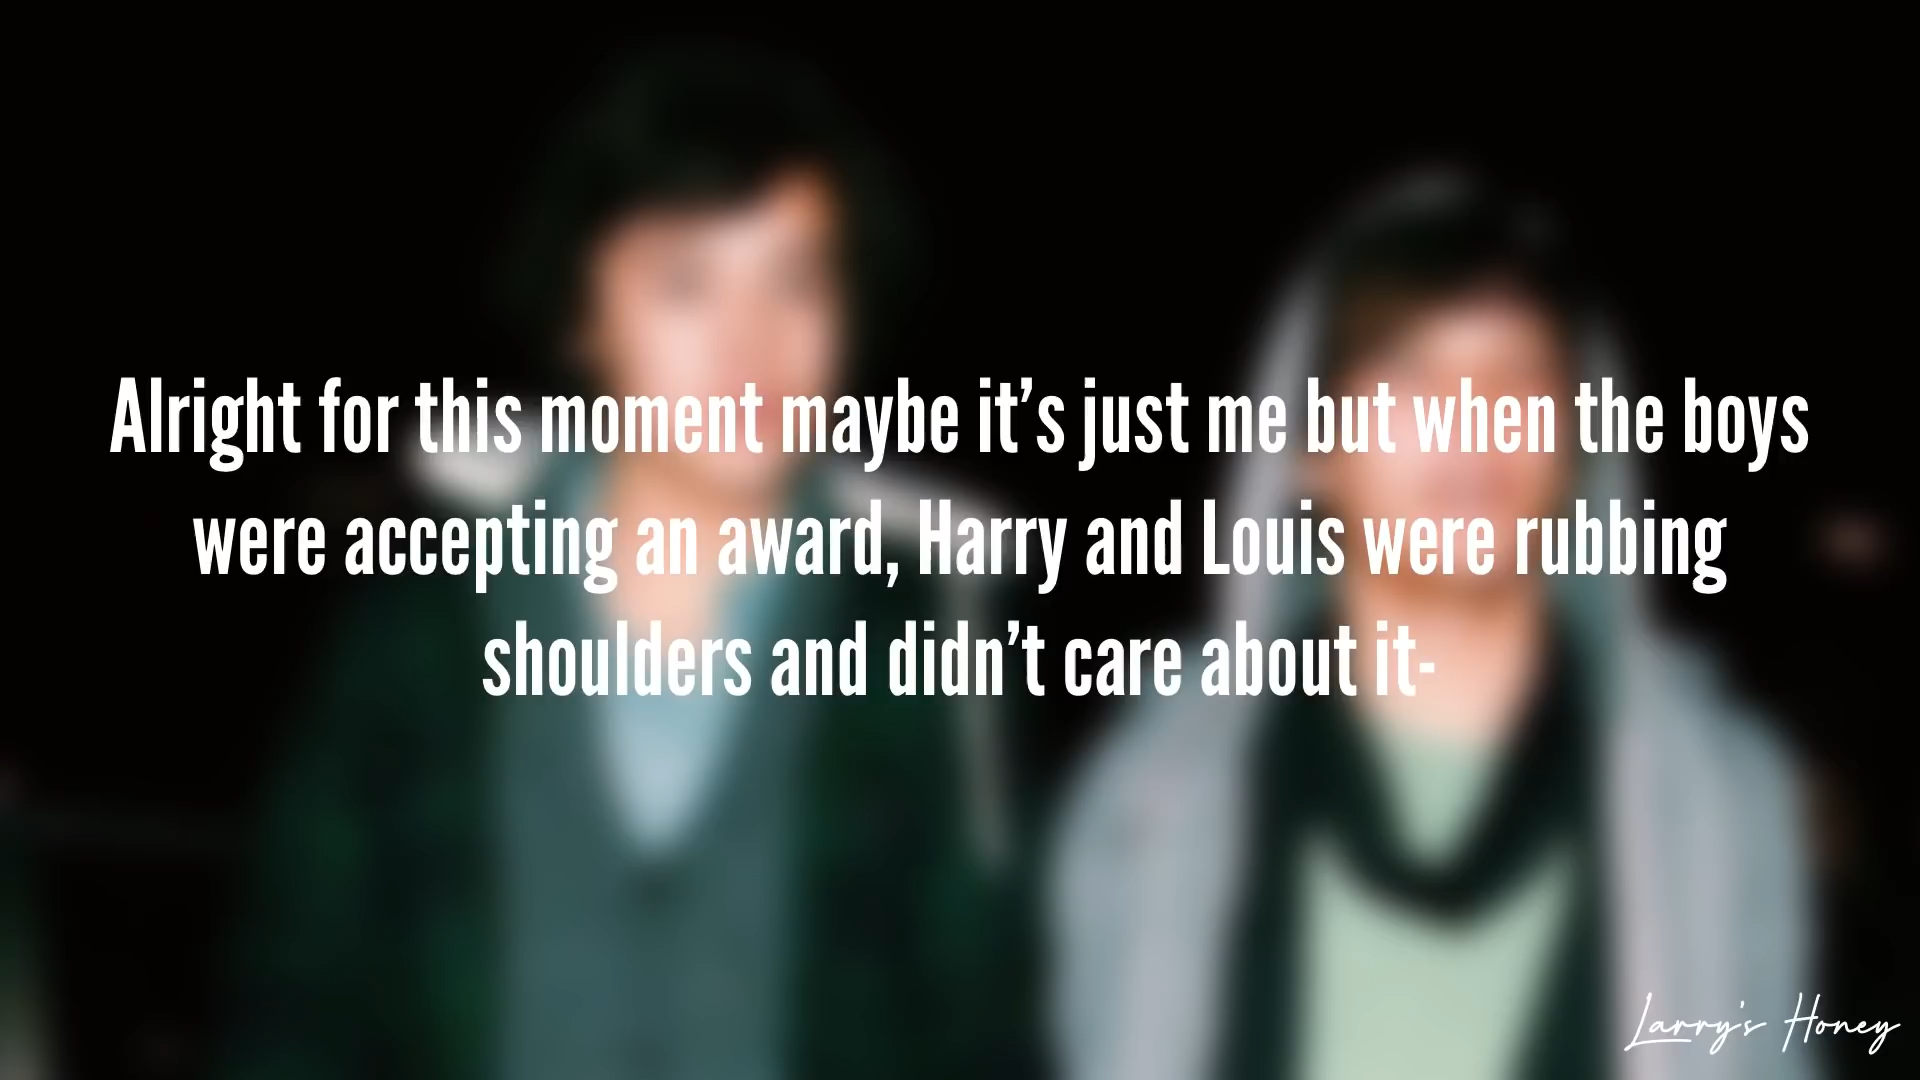 Alright for this moment maybe it’s just me but when the boys
were accepting an award, Harry and Louis were rubbing
shoulders and didn’t care about it-
Larry's Honey